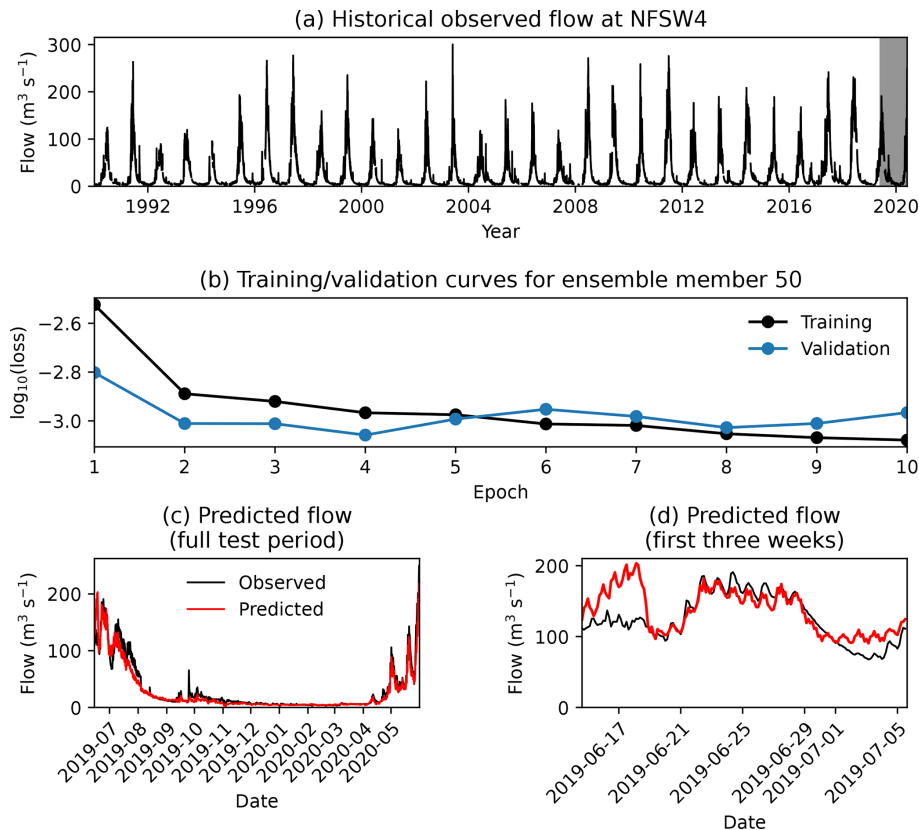 (a) Historical observed flow at NFSW4
Flow (m³ s⁻¹)
300
200
100
0
1992
1996
2000
2004
2008
2012
2016
2020
Year
(b) Training/validation curves for ensemble member 50
log₁₀(loss)
−2.6
−2.8
−3.0
Training
Validation
1
2
3
4
5
6
7
8
9
10
Epoch
(c) Predicted flow
(full test period)
Flow (m³ s⁻¹)
200
100
0
Observed
Predicted
2019-07
2019-08
2019-09
2019-10
2019-11
2019-12
2020-01
2020-02
2020-03
2020-04
2020-05
Date
(d) Predicted flow
(first three weeks)
Flow (m³ s⁻¹)
200
100
0
2019-06-17
2019-06-21
2019-06-25
2019-06-29
2019-07-01
2019-07-05
Date